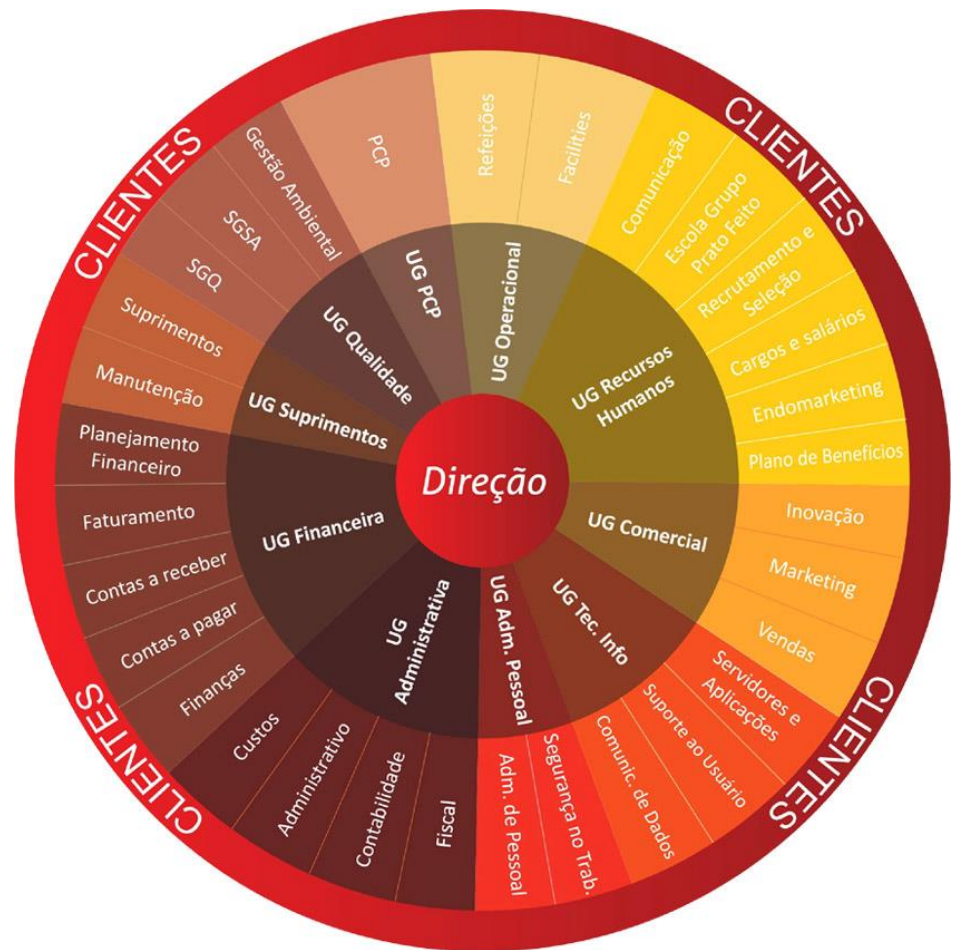 CLIENTES
CLIENTES
CLIENTES
CLIENTES
Direção
UG Operacional
Refeições
Facilities
UG Recursos
Humanos
Comunicação
Escola Grupo
Prato Feito
Recrutamento e
Seleção
Cargos e salários
Endomarketing
Plano de Benefícios
UG Comercial
Inovação
Marketing
Vendas
UG Tec. Info
Servidores e
Aplicações
Suporte ao Usuário
Comunic. de Dados
UG Adm. Pessoal
Segurança no Trab.
Adm. de Pessoal
UG
Administrativa
Fiscal
Contabilidade
Administrativo
Custos
UG Financeira
Finanças
Contas a pagar
Contas a receber
Faturamento
Planejamento
Financeiro
UG Suprimentos
Manutenção
Suprimentos
UG Qualidade
SGQ
SGSA
Gestão Ambiental
UG PCP
PCP